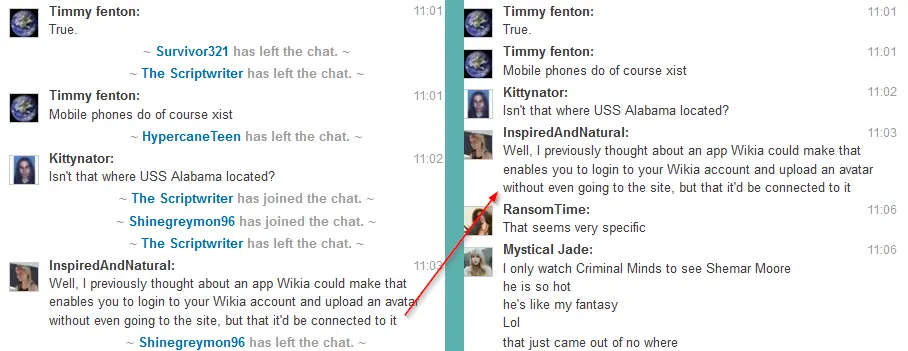 Timmy fenton: 11:01
True.
~ Survivor321 has left the chat. ~
~ The Scriptwriter has left the chat. ~
Timmy fenton: 11:01
Mobile phones do of course xist
~ HypercaneTeen has left the chat. ~
Kittynator: 11:02
Isn't that where USS Alabama located?
~ The Scriptwriter has joined the chat. ~
~ Shinegreymon96 has joined the chat. ~
~ The Scriptwriter has left the chat. ~
InspiredAndNatural: 11:03
Well, I previously thought about an app Wikia could make that
enables you to login to your Wikia account and upload an avatar
without even going to the site, but that it'd be connected to it
~ Shinegreymon96 has left the chat. ~
Timmy fenton: 11:01
True.
Timmy fenton: 11:01
Mobile phones do of course xist
Kittynator: 11:02
Isn't that where USS Alabama located?
InspiredAndNatural: 11:03
Well, I previously thought about an app Wikia could make that
enables you to login to your Wikia account and upload an avatar
without even going to the site, but that it'd be connected to it
RansomTime: 11:06
That seems very specific
Mystical Jade: 11:06
I only watch Criminal Minds to see Shemar Moore
he is so hot
he's like my fantasy
Lol
that just came out of no where